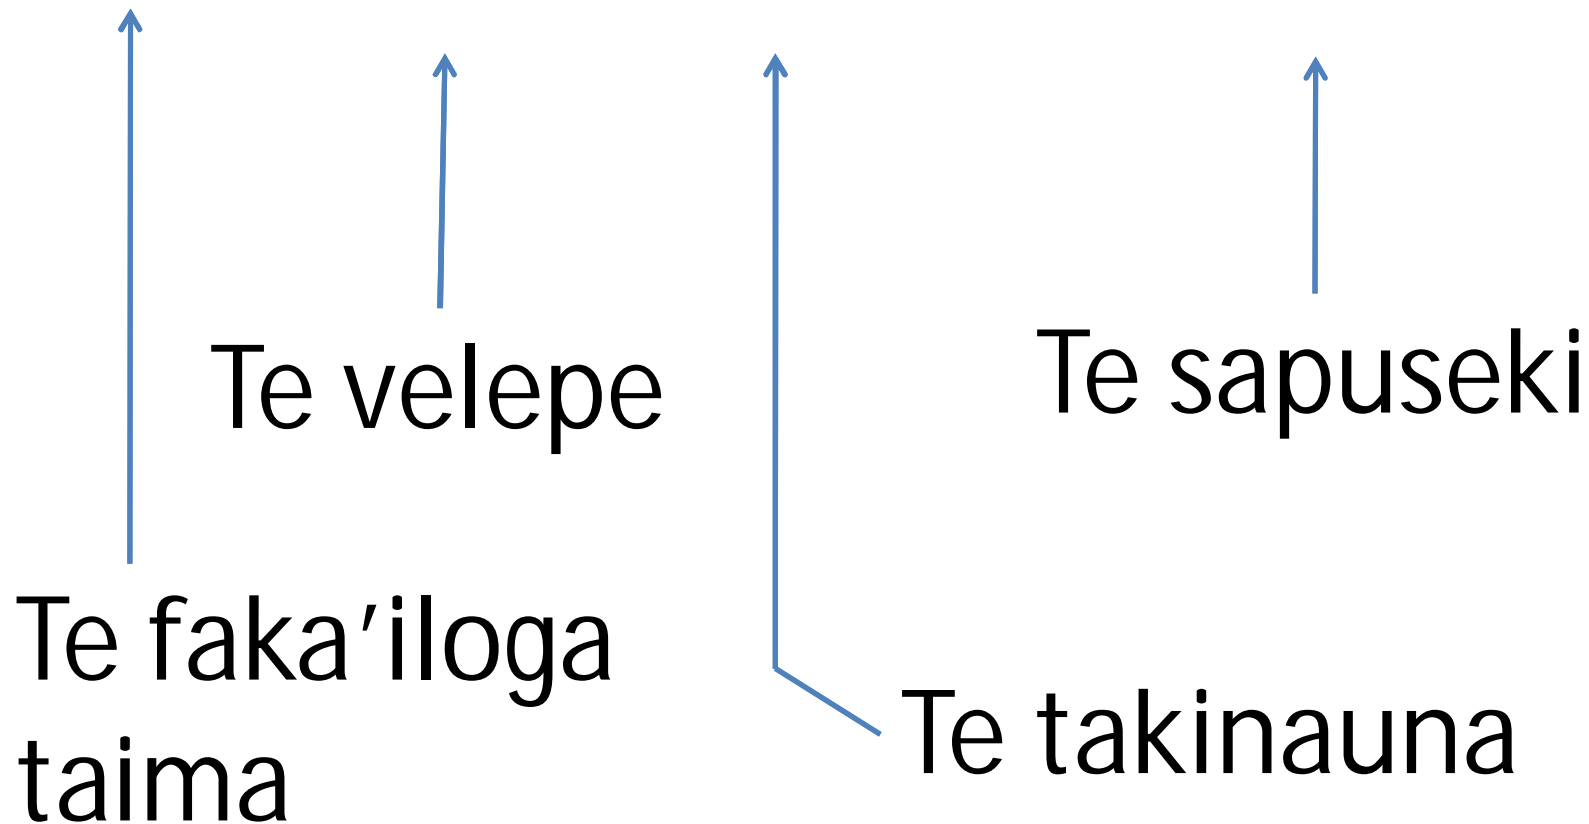 Te velepe
Te sapuseki
Te faka'iloga
taima
Te takinauna